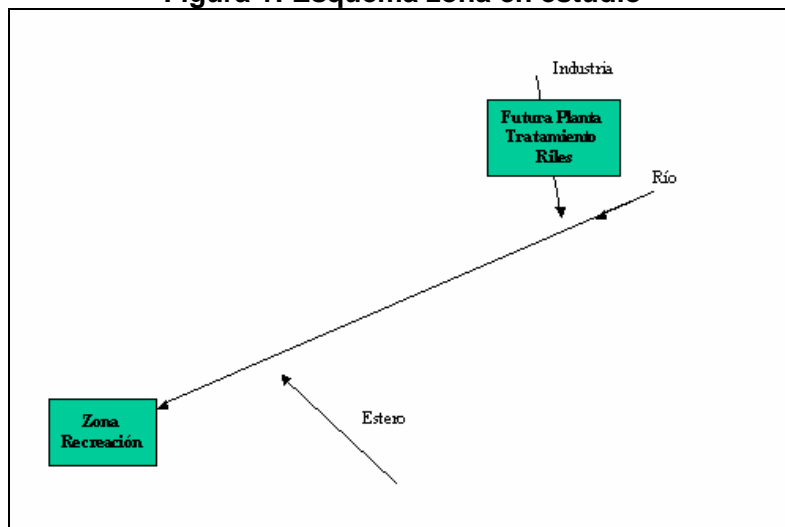 Figura 1: Esquema zona en estudio
Industria
Futura Planta
Tratamiento
Riles
Río
Estero
Zona
Recreación